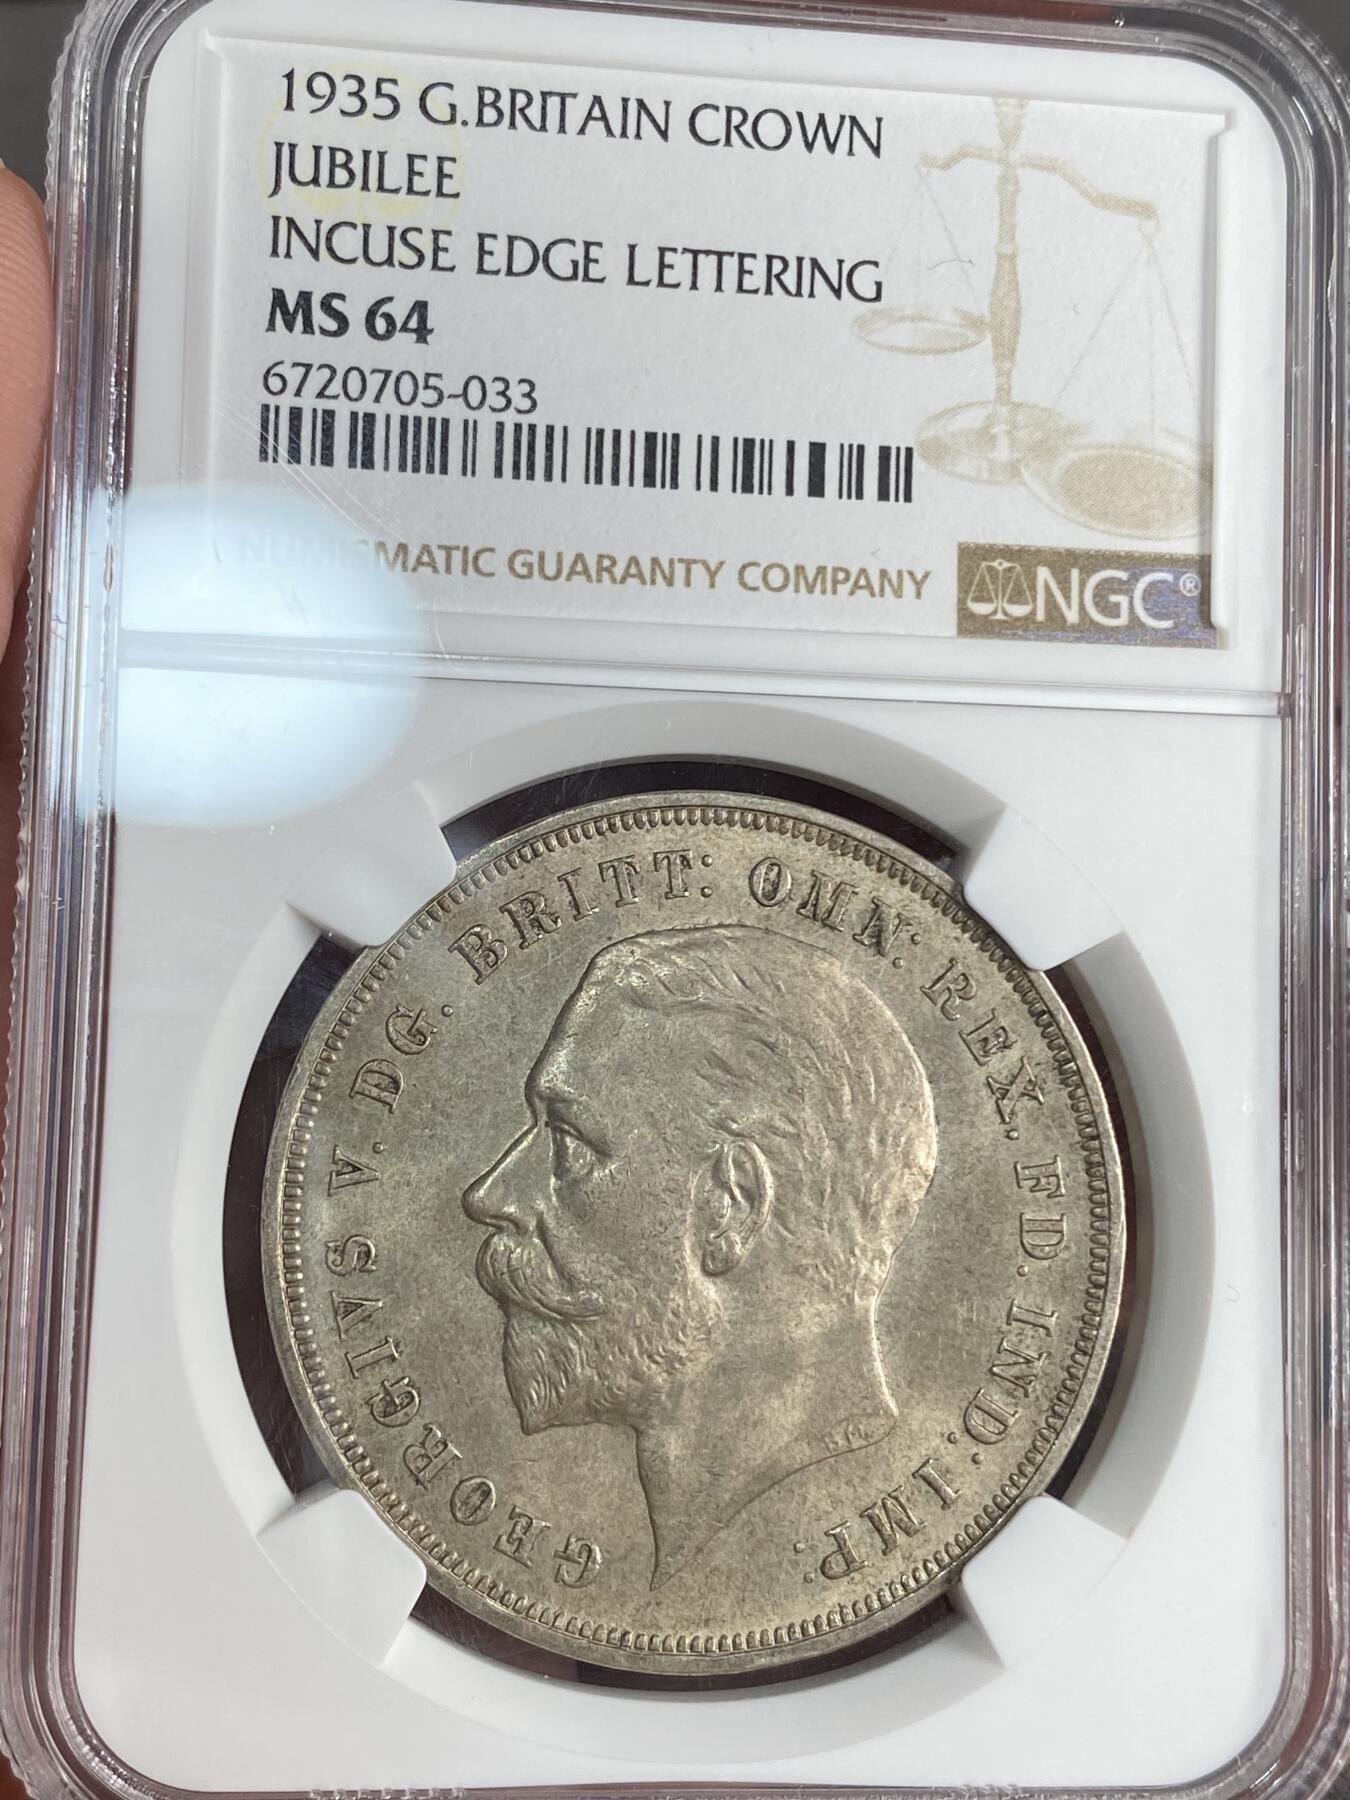 1935 G.BRITAIN CROWN
JUBILEE
INCUSE EDGE LETTERING
MS 64
6720705-033
NUMISMATIC GUARANTY COMPANY
NGC®
GEORGIVS V. DG. BRITT: OMN: REX. FD. IND: IMP:
B.M.